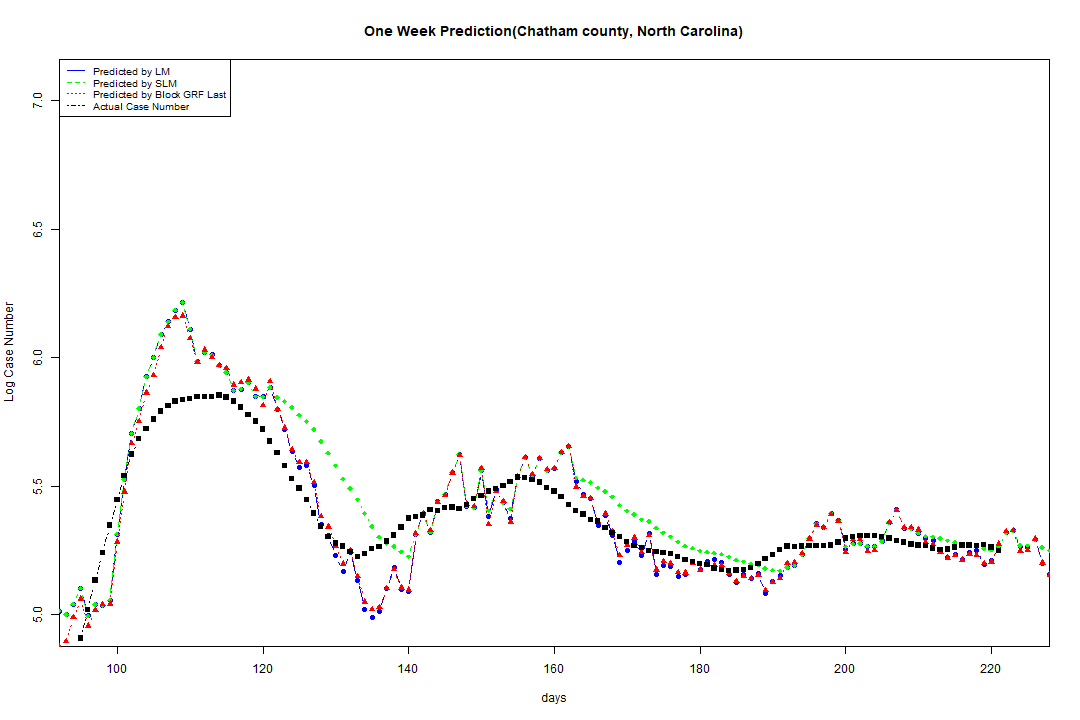 One Week Prediction(Chatham county, North Carolina)
Predicted by LM
Predicted by SLM
Predicted by Block GRF Last
Actual Case Number
7.0
6.5
6.0
5.5
5.0
Log Case Number
100 120 140 160 180 200 220
days